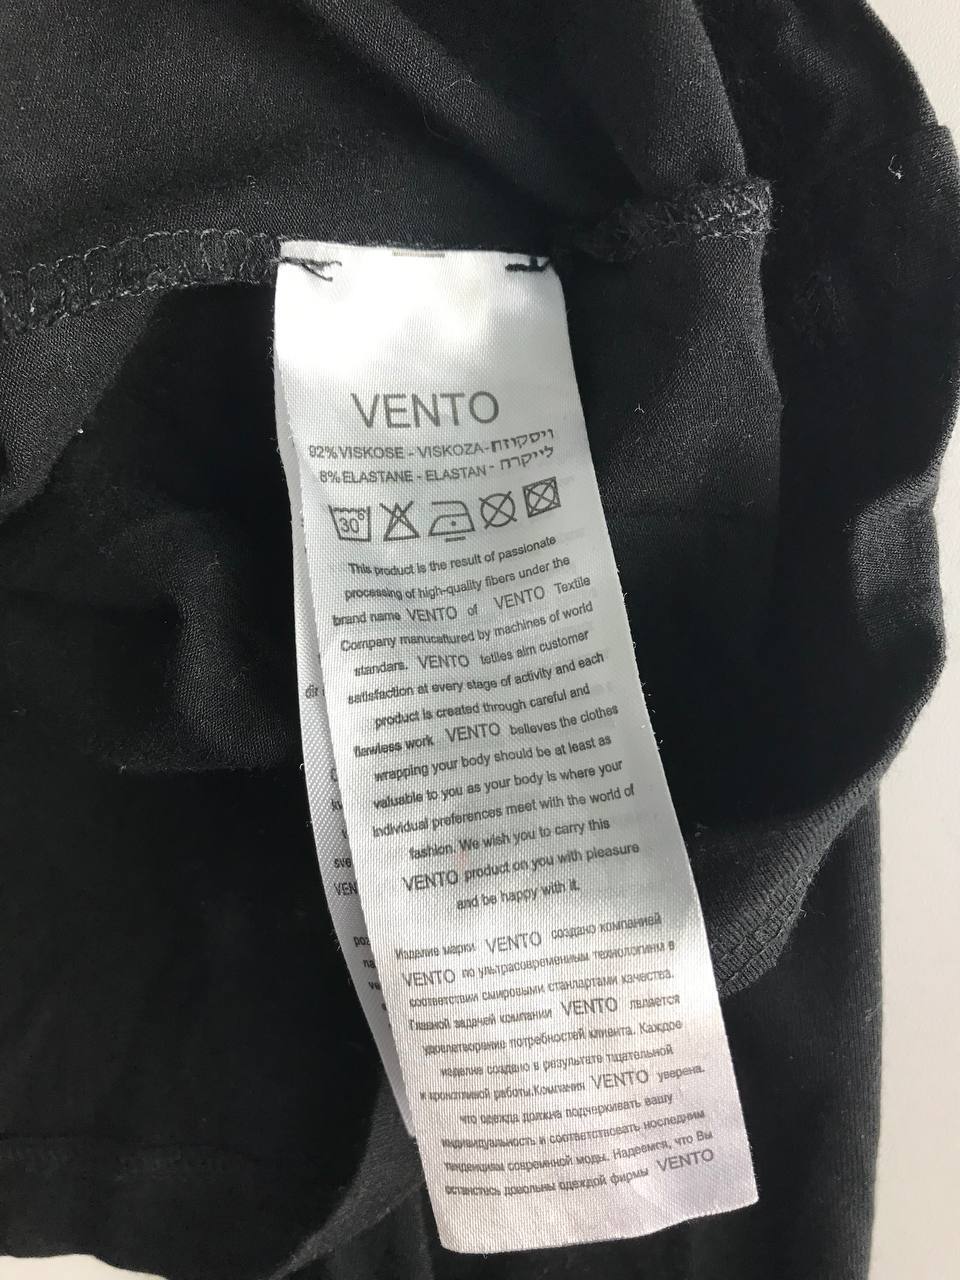 VENTO
92% VISKOSE - VISKOZA - ויסקוזה
8% ELASTANE - ELASTAN - לייקרה
30°
This product is the result of passionate
processing of high-quality fibers under the
brand name VENTO of VENTO Textile
Company manucaftured by machines of world
standars. VENTO tetiles aim customer
satisfaction at every stage of activity and each
product is created through careful and
flawless work VENTO believes the clothes
wrapping your body should be at least as
valuable to you as your body is where your
individual preferences meet with the world of
fashion. We wish you to carry this
VENTO product on you with pleasure
and be happy with it.
Изделие марки VENTO создано компанией
VENTO по ультрасовременным технологиям в
соответствии смировыми стандартами качества.
Главной задачей компании VENTO является
удовлетворение потребностей клиента. Каждое
изделие создано в результате тщательной
и кропотливой работы.Компания VENTO уверена.
что одежда должна подчеркивать вашу
индивидуальность и соответствовать последним
тенденциям современной моды. Надеемся, что Вы
останетесь довольны одеждой фирмы VENTO
dir
sve
VEN